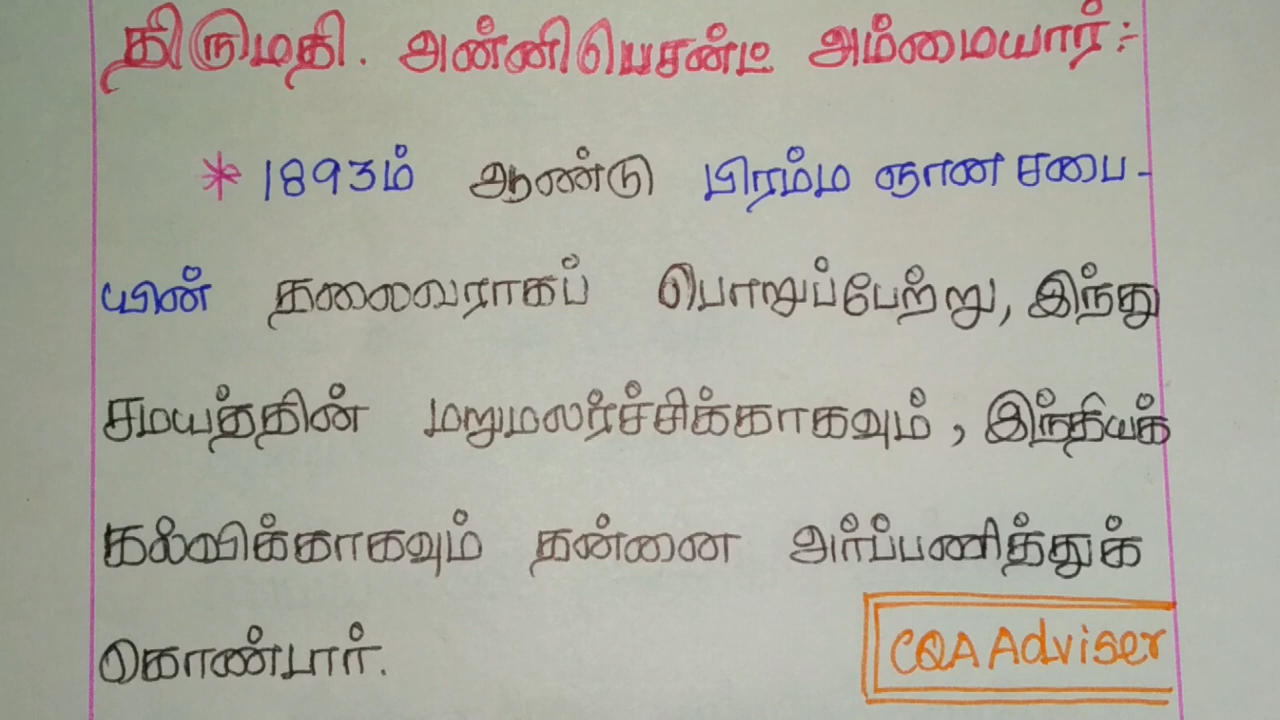 திருமதி. அன்னிபெசண்ட் அம்மையார்:-
* 1893ம் ஆண்டு பிரம்ம ஞான சபை-
யின் தலைவராகப் பொறுப்பேற்று, இந்து
சமயத்தின் மறுமலர்ச்சிக்காகவும், இந்தியக்
கல்விக்காகவும் தன்னை அர்ப்பணித்துக்
கொண்டார்.
CQA Adviser